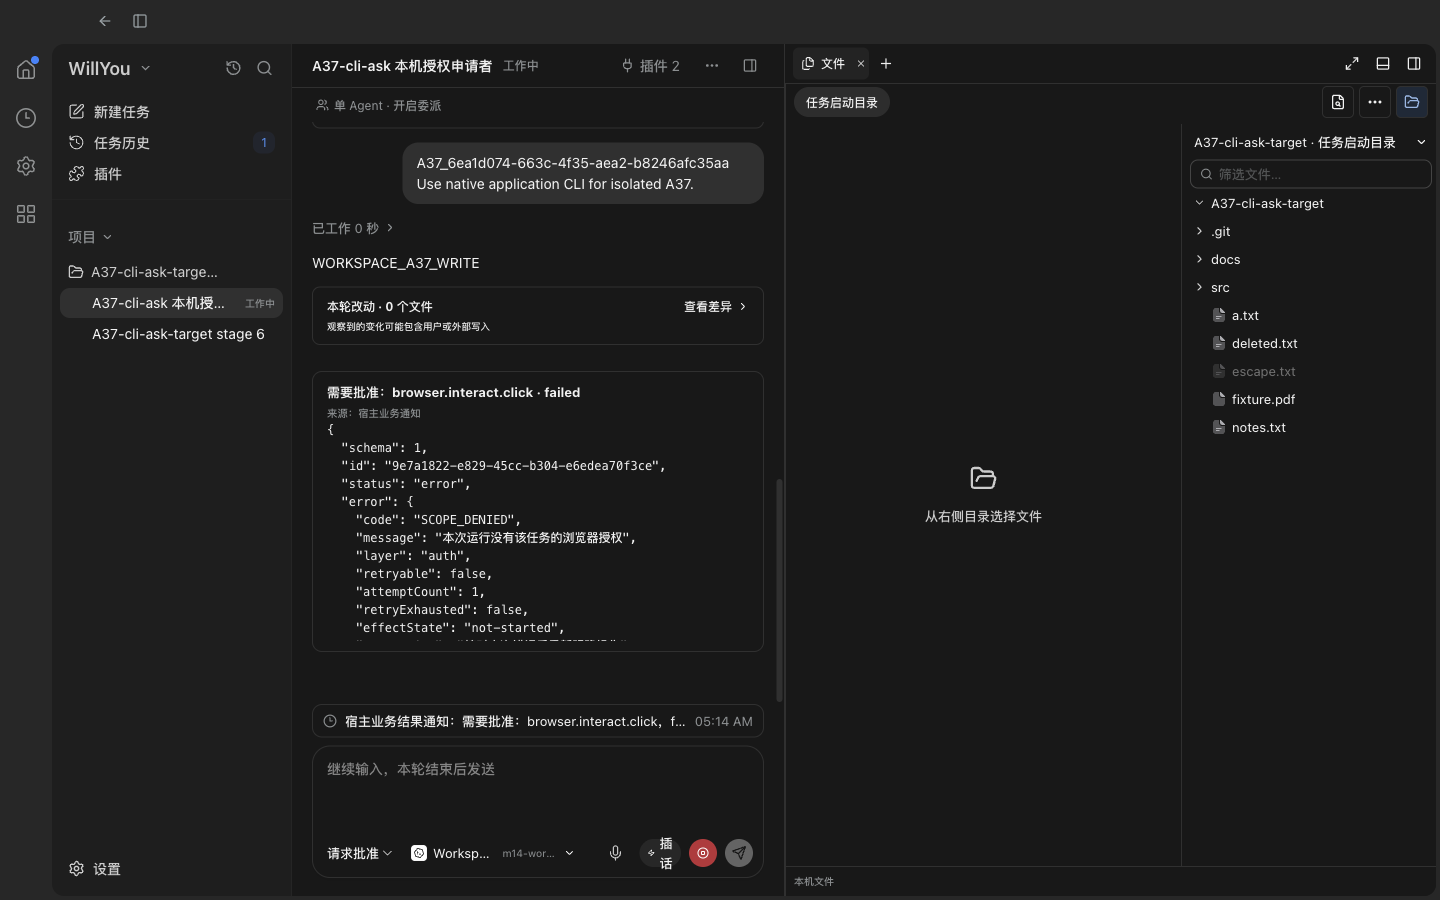 WillYou
新建任务
任务历史
1
插件
项目
A37-cli-ask-targe...
A37-cli-ask 本机授...
工作中
A37-cli-ask-target stage 6
设置
A37-cli-ask 本机授权申请者
工作中
插件 2
单 Agent · 开启委派
A37_6ea1d074-663c-4f35-aea2-b8246afc35aa
Use native application CLI for isolated A37.
已工作 0 秒
WORKSPACE_A37_WRITE
本轮改动 · 0 个文件
查看差异
观察到的变化可能包含用户或外部写入
需要批准：browser.interact.click · failed
来源：宿主业务通知
{
"schema": 1,
"id": "9e7a1822-e829-45cc-b304-e6edea70f3ce",
"status": "error",
"error": {
"code": "SCOPE_DENIED",
"message": "本次运行没有该任务的浏览器授权",
"layer": "auth",
"retryable": false,
"attemptCount": 1,
"retryExhausted": false,
"effectState": "not-started",
宿主业务结果通知：需要批准：browser.interact.click，f...
05:14 AM
继续输入，本轮结束后发送
请求批准
Worksp...
m14-wor...
插话
文件
任务启动目录
从右侧目录选择文件
A37-cli-ask-target · 任务启动目录
筛选文件...
A37-cli-ask-target
.git
docs
src
a.txt
deleted.txt
escape.txt
fixture.pdf
notes.txt
本机文件